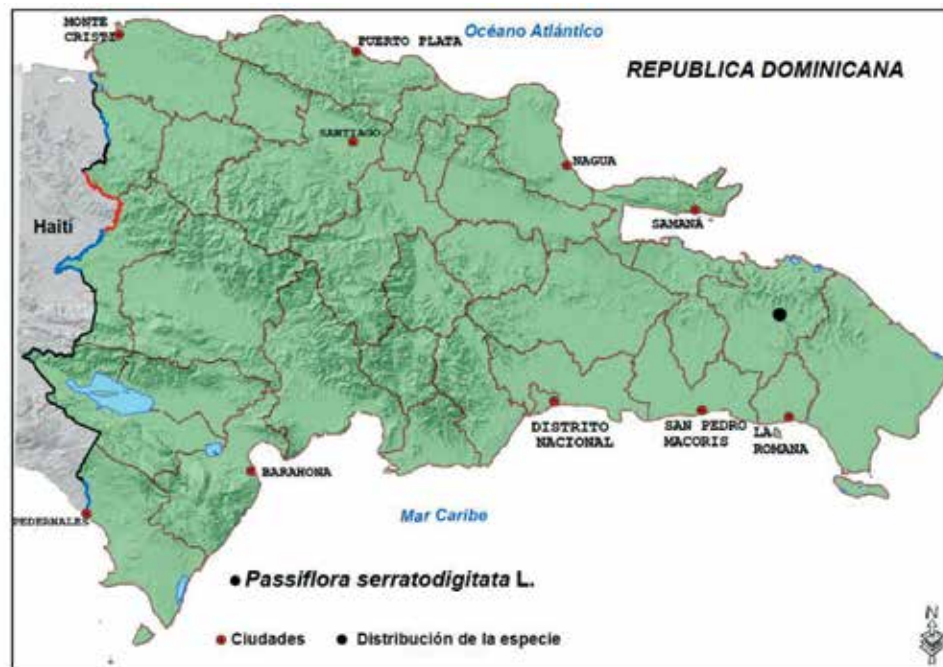 MONTE
CRISTI
PUERTO PLATA
Océano Atlántico
REPUBLICA DOMINICANA
SANTIAGO
NAGUA
SAMANÁ
Haití
DISTRITO
NACIONAL
SAN PEDRO
MACORIS
LA
ROMANA
BARAHONA
PEDERNALES
Mar Caribe
Passiflora serratodigitata L.
Ciudades
Distribución de la especie
N